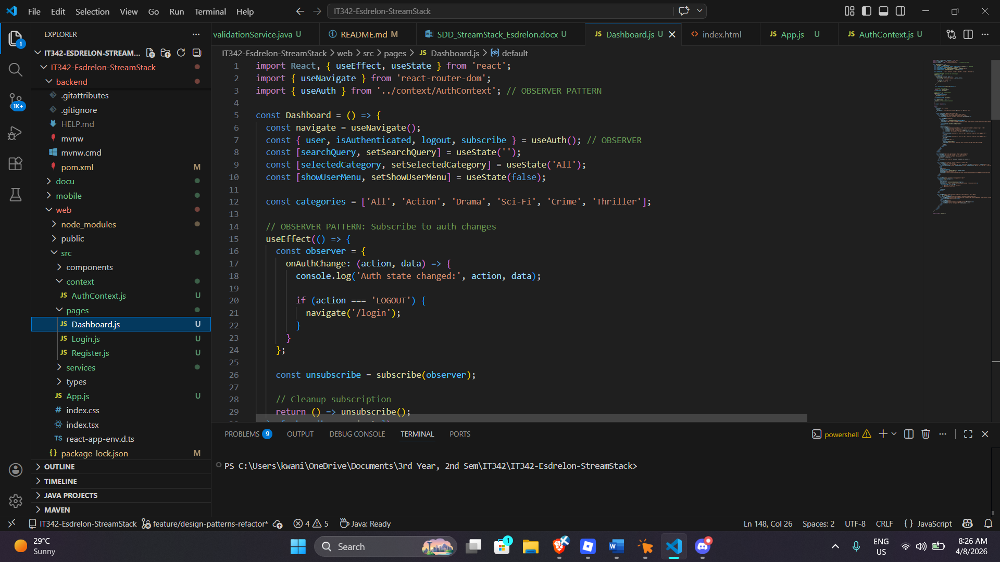 File Edit Selection View Go Run Terminal Help
IT342-Esdrelon-StreamStack
EXPLORER
1
IT342-ESDRELON-STREAM...
IT342-Esdrelon-StreamStack
backend
.gitattributes
.gitignore
HELP.md
mvnw
mvnw.cmd
pom.xml M
docu
mobile
web
node_modules
public
src
components
context
JS AuthContext.js U
pages
JS Dashboard.js U
JS Login.js U
JS Register.js U
services
types
JS App.js U
# index.css
index.tsx
TS react-app-env.d.ts
{} package-lock.json M
OUTLINE
TIMELINE
JAVA PROJECTS
MAVEN
1K+
validationService.java U
README.md M
SDD_StreamStack_Esdrelon.docx U
JS Dashboard.js U
index.html
JS App.js U
JS AuthContext.js U
IT342-Esdrelon-StreamStack > web > src > pages > JS Dashboard.js > default
1 import React, { useEffect, useState } from 'react';
2 import { useNavigate } from 'react-router-dom';
3 import { useAuth } from '../context/AuthContext'; // OBSERVER PATTERN
4
5 const Dashboard = () => {
6 const navigate = useNavigate();
7 const { user, isAuthenticated, logout, subscribe } = useAuth(); // OBSERVER
8 const [searchQuery, setSearchQuery] = useState('');
9 const [selectedCategory, setSelectedCategory] = useState('All');
10 const [showUserMenu, setShowUserMenu] = useState(false);
11
12 const categories = ['All', 'Action', 'Drama', 'Sci-Fi', 'Crime', 'Thriller'];
13
14 // OBSERVER PATTERN: Subscribe to auth changes
15 useEffect(() => {
16 const observer = {
17 onAuthChange: (action, data) => {
18 console.log('Auth state changed:', action, data);
19
20 if (action === 'LOGOUT') {
21 navigate('/login');
22 }
23 }
24 };
25
26 const unsubscribe = subscribe(observer);
27
28 // Cleanup subscription
29 return () => unsubscribe();
PROBLEMS 9 OUTPUT DEBUG CONSOLE TERMINAL PORTS
powershell
PS C:\Users\kwani\OneDrive\Documents\3rd Year, 2nd Sem\IT342\IT342-Esdrelon-StreamStack>
IT342-Esdrelon-StreamStack feature/design-patterns-refactor* 4 5 Java: Ready
Ln 148, Col 26 Spaces: 2 UTF-8 CRLF {} JavaScript
29°C
Sunny
Search
1
ENG
US
8:26 AM
4/8/2026